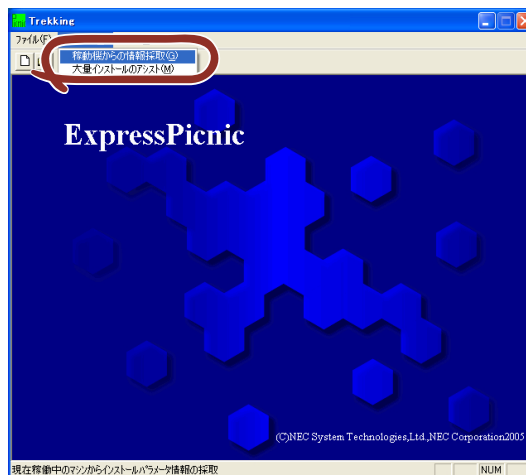 Trekking
ファイル(F)
稼動機からの情報採取(G)
大量インストールのアシスト(M)
ExpressPicnic
(C)NEC System Technologies,Ltd.,NEC Corporation2005
現在稼働中のマシンからインストールパラメータ情報の採取
NUM